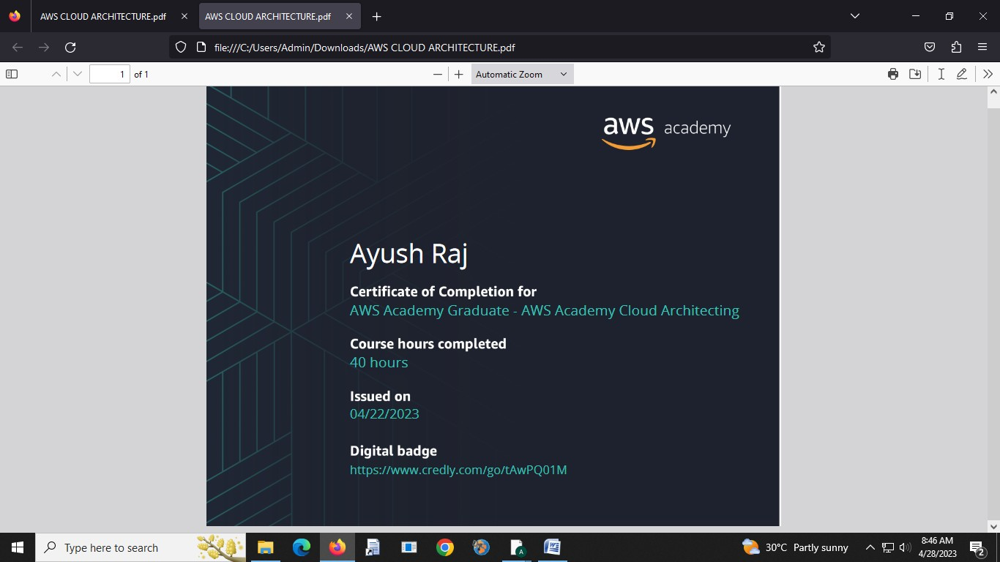 AWS CLOUD ARCHITECTURE.pdf
AWS CLOUD ARCHITECTURE.pdf
file:///C:/Users/Admin/Downloads/AWS CLOUD ARCHITECTURE.pdf
1 of 1
Automatic Zoom
aws academy
Ayush Raj
Certificate of Completion for
AWS Academy Graduate - AWS Academy Cloud Architecting
Course hours completed
40 hours
Issued on
04/22/2023
Digital badge
https://www.credly.com/go/tAwPQ01M
Type here to search
30°C Partly sunny
8:46 AM
4/28/2023
2